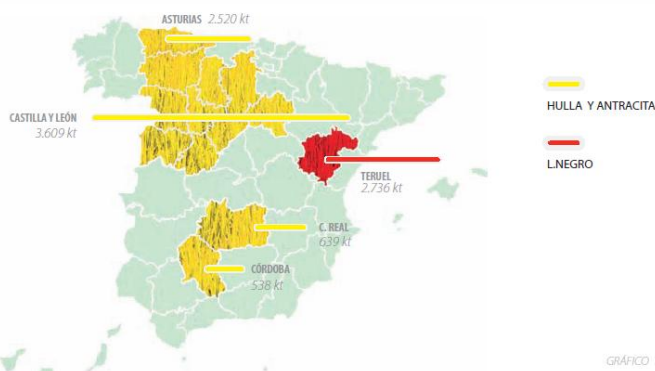 ASTURIAS 2.520 kt
HULLA Y ANTRACITA
CASTILLA Y LEÓN
3.609 kt
L.NEGRO
TERUEL
2,736 kt
C. REAL
639 kt
CÓRDOBA
538 kt
GRÁFICO